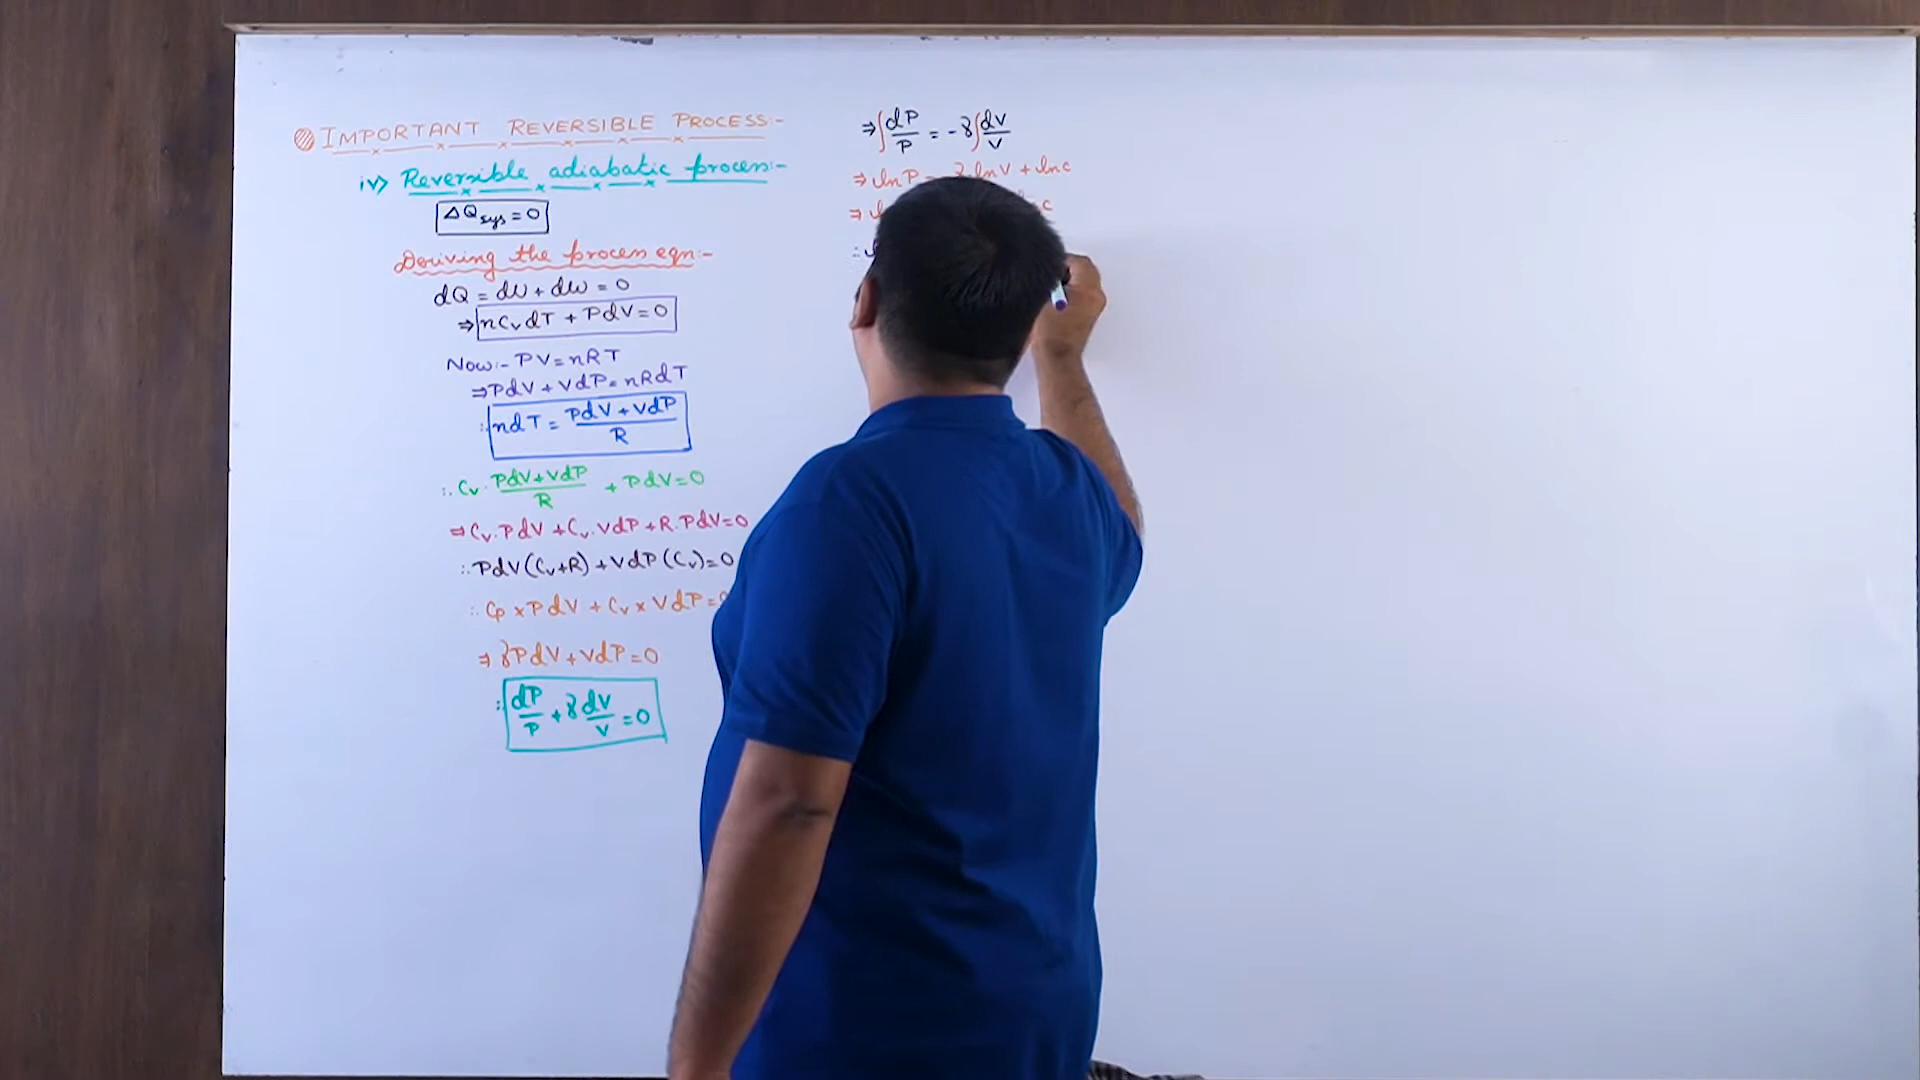 IMPORTANT REVERSIBLE PROCESS:-
iv) Reversible adiabatic process:-
ΔQsys = 0
Deriving the process eqn:-
dQ = dU + dW = 0
⇒ nCvdT + PdV = 0
Now:- PV = nRT
⇒ PdV + VdP = nRdT
∴ ndT = (PdV + VdP)/R
∴ Cv · (PdV + VdP)/R + PdV = 0
⇒ Cv.PdV + Cv.VdP + R.PdV = 0
∴ PdV(Cv+R) + VdP(Cv) = 0
∴ Cp × PdV + Cv × VdP =
⇒ γPdV + VdP = 0
∴ dP/P + γ dV/V = 0
⇒ ∫dP/P = -γ∫dV/V
⇒ ln P = lnV + lnc
⇒
∴